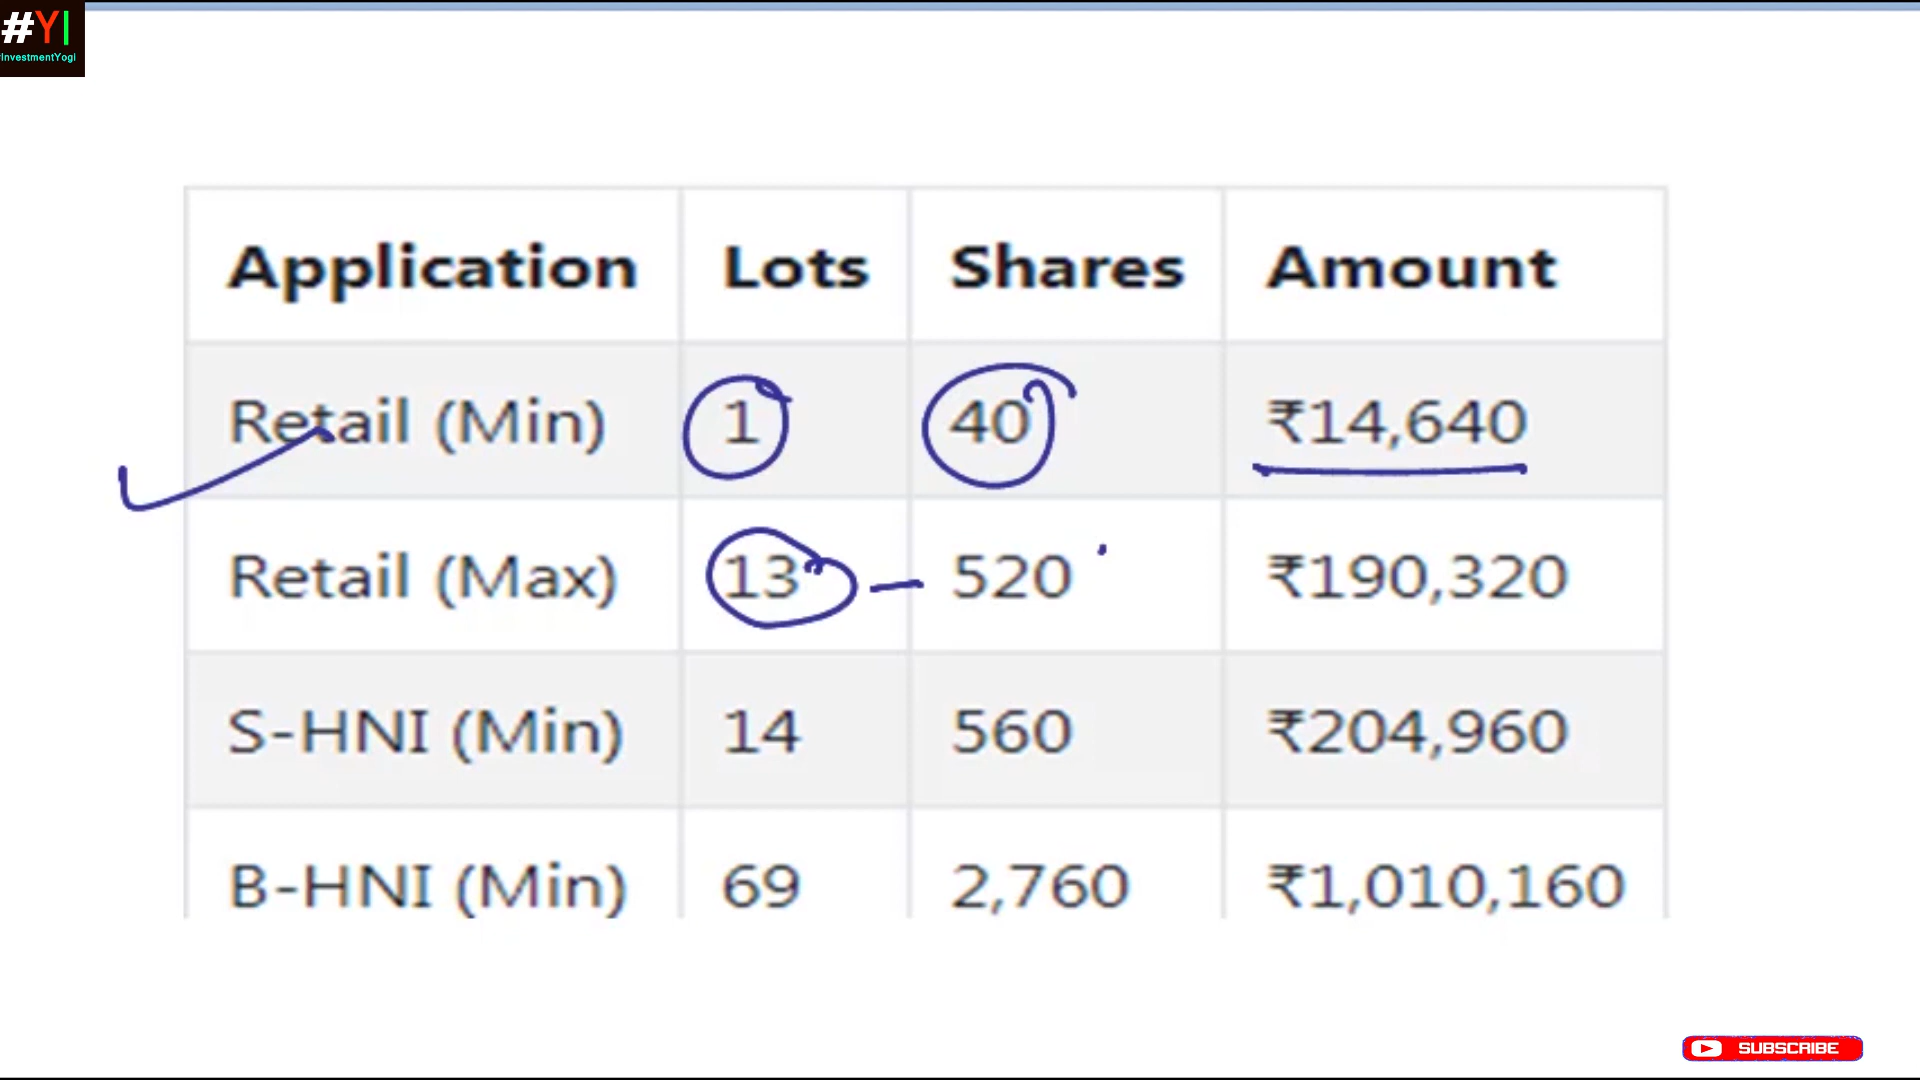 #YI
InvestmentYogi
Application Lots Shares Amount
Retail (Min) 1 40 ₹14,640
Retail (Max) 13 - 520 ₹190,320
S-HNI (Min) 14 560 ₹204,960
B-HNI (Min) 69 2,760 ₹1,010,160
SUBSCRIBE